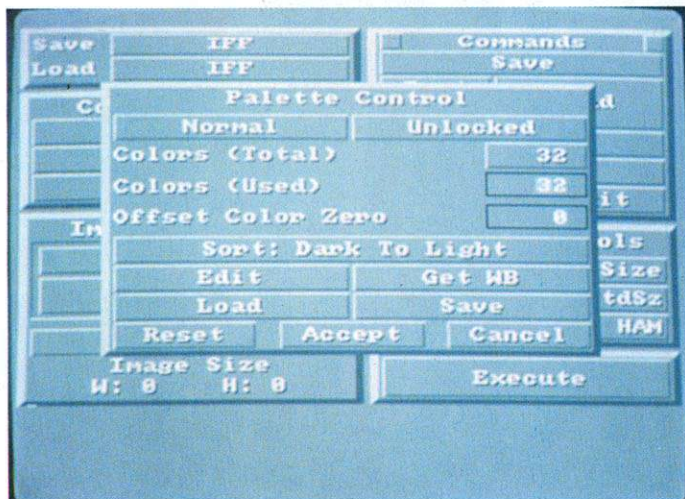 Save IFF
Load IFF
Commands
Save
Palette Control
Normal Unlocked
Colors (Total) 32
Colors (Used) 32
Offset Color Zero 0
Sort: Dark To Light
Edit Get WB
Load Save
Reset Accept Cancel
Size
tdSz
HAM
Image Size
W: 0 H: 0
Execute